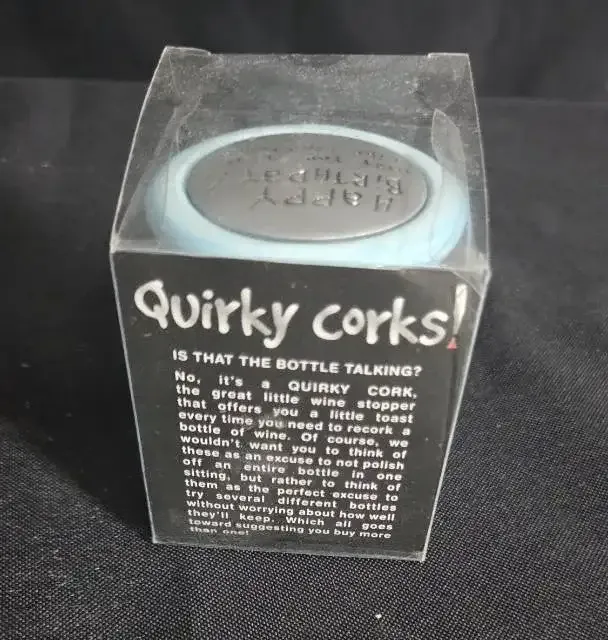 HAPPY
BIRTHDAY
Quirky corks!
IS THAT THE BOTTLE TALKING?
No, it's a QUIRKY CORK,
the great little wine stopper
that offers you a little toast
every time you need to recork a
bottle of wine. Of course, we
wouldn't want you to think of
these as an excuse to not polish
off an entire bottle in one
sitting, but rather to think of
them as the perfect excuse to
try several different bottles
without worrying about how well
they'll keep. Which all goes
toward suggesting you buy more
than one!